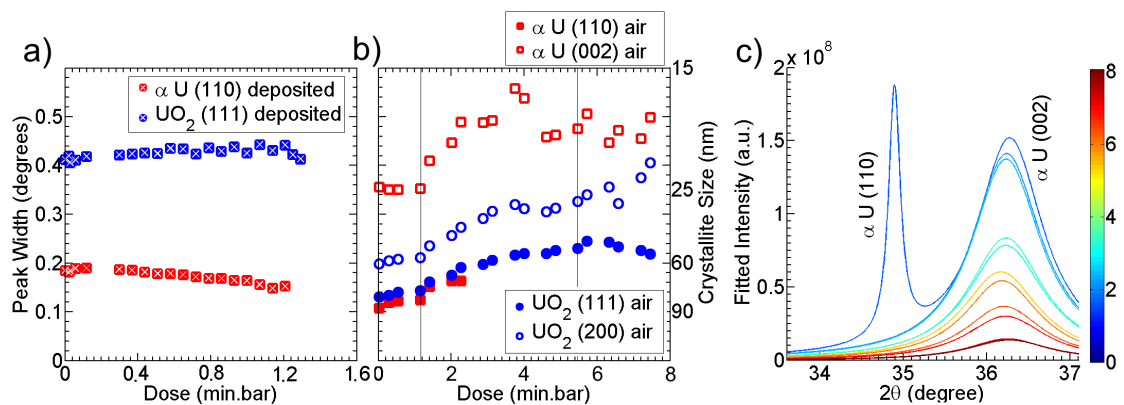 a)
b)
c)
α U (110) deposited
UO2 (111) deposited
Peak Width (degrees)
0.5
0.4
0.3
0.2
0.1
0
0 0.4 0.8 1.2 1.6
Dose (min.bar)
α U (110) air
α U (002) air
UO2 (111) air
UO2 (200) air
15
25
60
90
Crystallite Size (nm)
0 2 4 6 8
Dose (min.bar)
2 x 10^8
1.5
1
0.5
0
Fitted Intensity (a.u.)
α U (110)
α U (002)
34 35 36 37
2θ (degree)
8
6
4
2
0